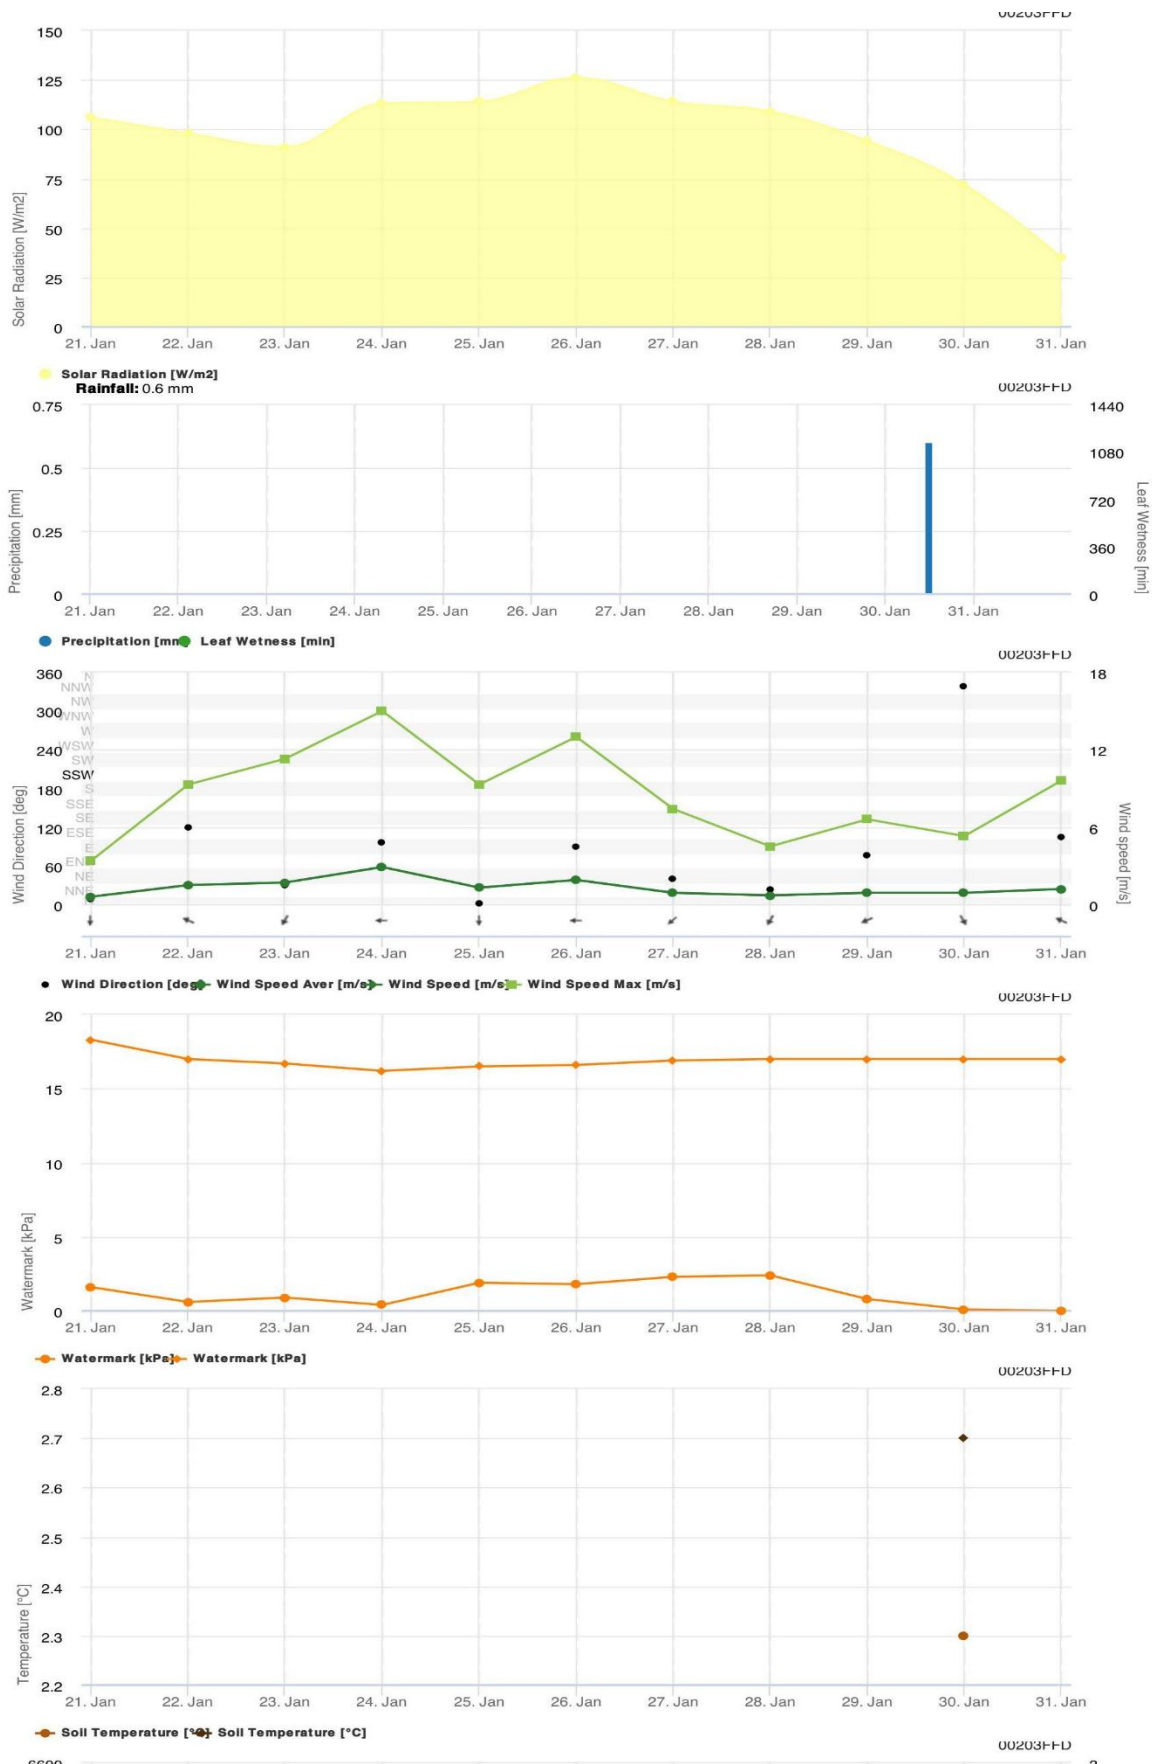 00203FFD
150
125
100
75
50
25
0
Solar Radiation [W/m2]
21. Jan 22. Jan 23. Jan 24. Jan 25. Jan 26. Jan 27. Jan 28. Jan 29. Jan 30. Jan 31. Jan
Solar Radiation [W/m2]
Rainfall: 0.6 mm
00203FFD
0.75 1440
1080
0.5
720
0.25
360
0 0
Precipitation [mm]
Leaf Wetness [min]
21. Jan 22. Jan 23. Jan 24. Jan 25. Jan 26. Jan 27. Jan 28. Jan 29. Jan 30. Jan 31. Jan
Precipitation [mm Leaf Wetness [min]
00203FFD
360 N 18
NNW
NW
300 WNW
W
240 WSW 12
SW
SSW
180 S
SSE
SE
120 ESE 6
E
60 EN
NE
NNE
0 0
Wind Direction [deg]
Wind speed [m/s]
21. Jan 22. Jan 23. Jan 24. Jan 25. Jan 26. Jan 27. Jan 28. Jan 29. Jan 30. Jan 31. Jan
Wind Direction [deg Wind Speed Aver [m/s Wind Speed [m/s Wind Speed Max [m/s]
00203FFD
20
15
10
5
0
Watermark [kPa]
21. Jan 22. Jan 23. Jan 24. Jan 25. Jan 26. Jan 27. Jan 28. Jan 29. Jan 30. Jan 31. Jan
Watermark [kPa] Watermark [kPa]
00203FFD
2.8
2.7
2.6
2.5
2.4
2.3
2.2
Temperature [°C]
21. Jan 22. Jan 23. Jan 24. Jan 25. Jan 26. Jan 27. Jan 28. Jan 29. Jan 30. Jan 31. Jan
Soil Temperature [°C] Soil Temperature [°C]
00203FFD